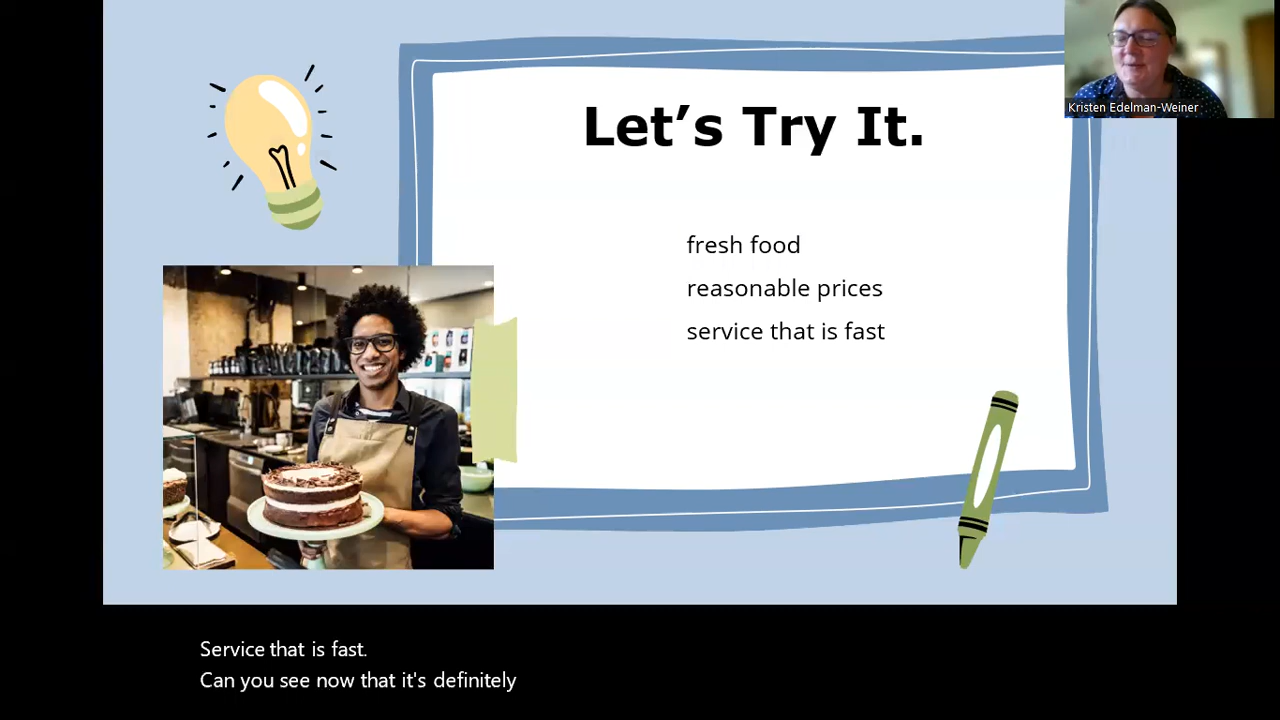 Let's Try It.
Kristen Edelman-Weiner
fresh food
reasonable prices
service that is fast
Service that is fast.
Can you see now that it's definitely